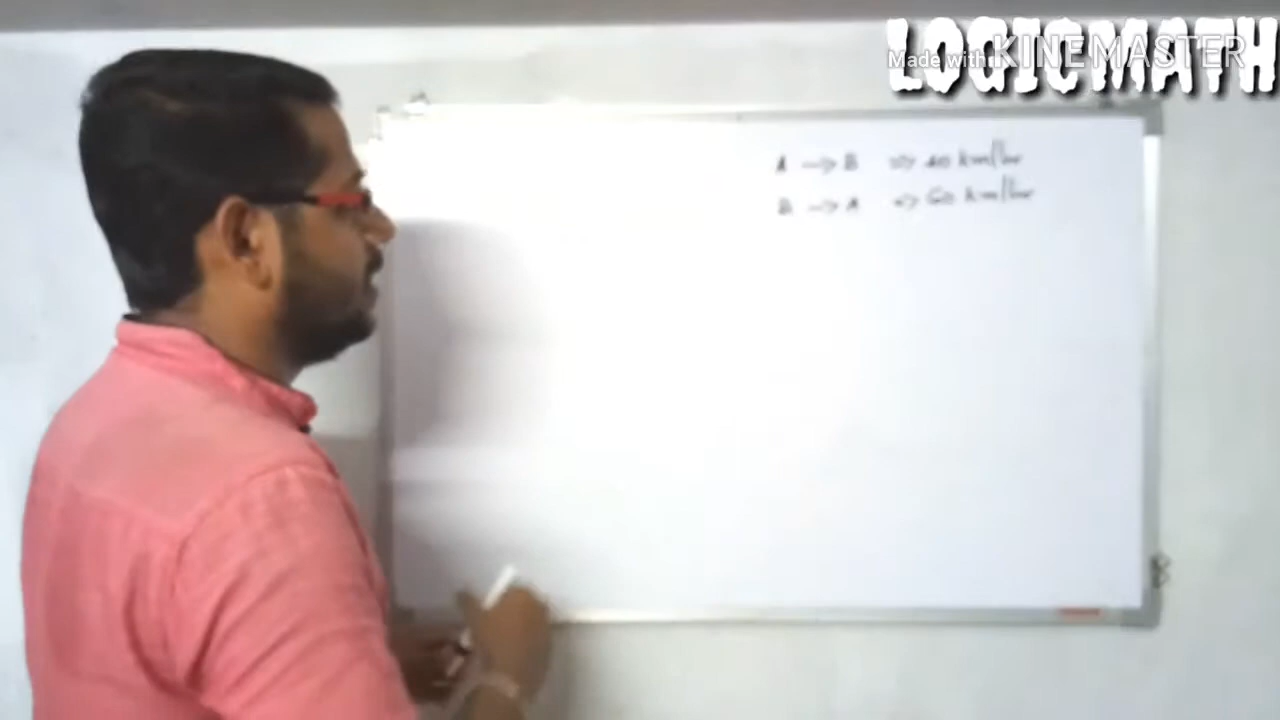 LOGICMATH
Made with KINEMASTER
A → B ⇒ 40 km/hr
B → A ⇒ 60 km/hr